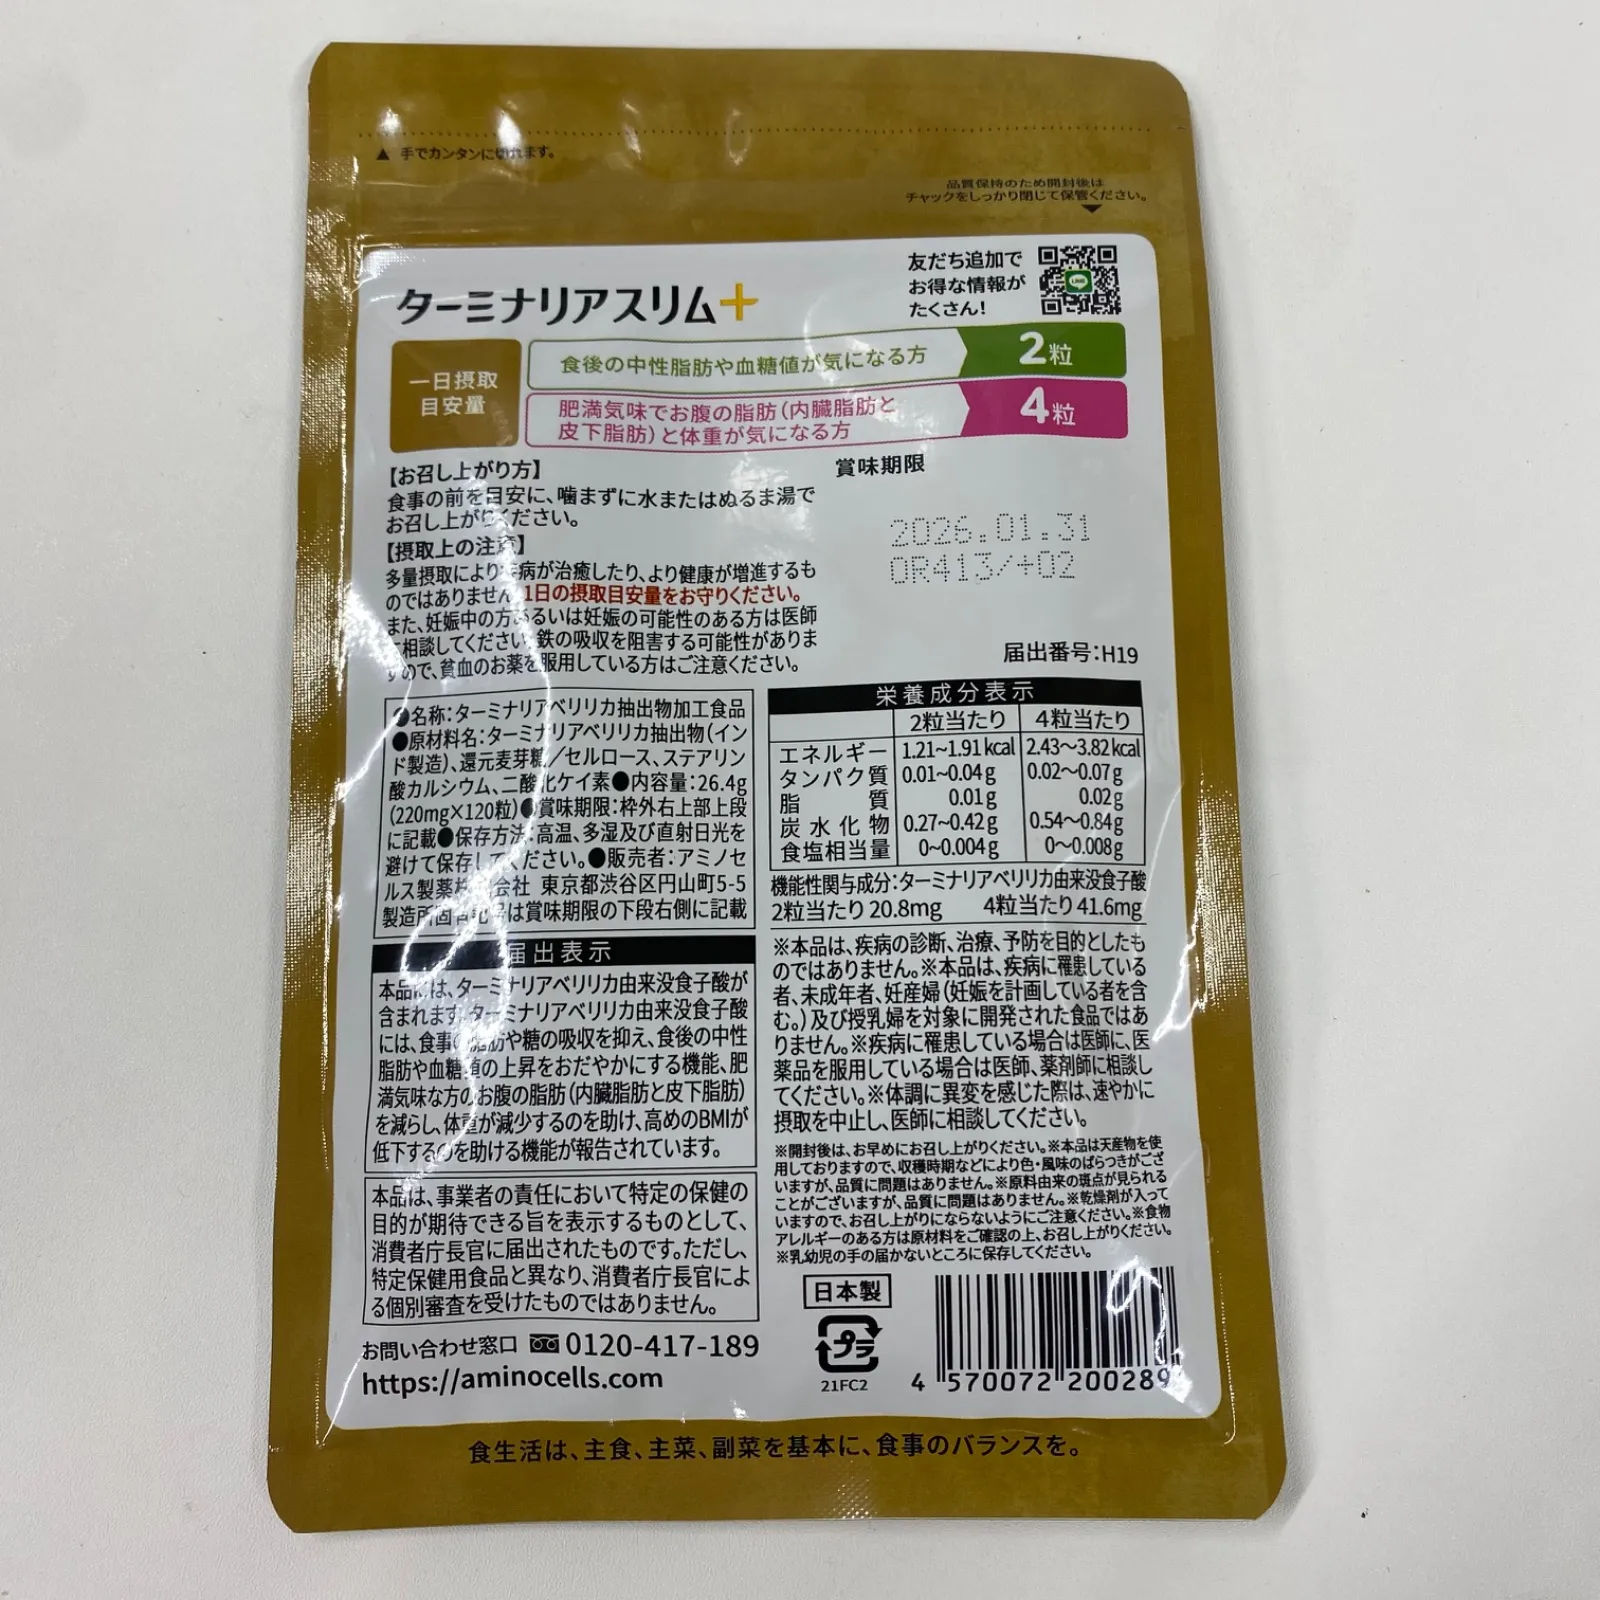 ▲ 手でカンタンに切れます。
品質保持のため開封後は
チャックをしっかり閉じて保管ください。
友だち追加で
お得な情報が
たくさん!
LINE
ターミナリアスリム+
一日摂取
目安量
食後の中性脂肪や血糖値が気になる方
2粒
肥満気味でお腹の脂肪(内臓脂肪と
皮下脂肪)と体重が気になる方
4粒
【お召し上がり方】
食事の前を目安に、噛まずに水またはぬるま湯で
お召し上がりください。
【摂取上の注意】
多量摂取により疾病が治癒したり、より健康が増進するも
のではありません。1日の摂取目安量をお守りください。
また、妊娠中の方あるいは妊娠の可能性のある方は医師
に相談してください。鉄の吸収を阻害する可能性がありま
すので、貧血のお薬を服用している方はご注意ください。
賞味期限
2026.01.31
OR413/+02
届出番号:H19
●名称:ターミナリアベリリカ抽出物加工食品
●原材料名:ターミナリアベリリカ抽出物(イン
ド製造)、還元麦芽糖/セルロース、ステアリン
酸カルシウム、二酸化ケイ素●内容量:26.4g
(220mg×120粒)●賞味期限:枠外右上部上段
に記載●保存方法:高温、多湿及び直射日光を
避けて保存してください。●販売者:アミノセ
ルス製薬株式会社 東京都渋谷区円山町5-5
製造所固有記号は賞味期限の下段右側に記載
届出表示
本品には、ターミナリアベリリカ由来没食子酸が
含まれます。ターミナリアベリリカ由来没食子酸
には、食事の脂肪や糖の吸収を抑え、食後の中性
脂肪や血糖値の上昇をおだやかにする機能、肥
満気味な方のお腹の脂肪(内臓脂肪と皮下脂肪)
を減らし、体重が減少するのを助け、高めのBMIが
低下するのを助ける機能が報告されています。
本品は、事業者の責任において特定の保健の
目的が期待できる旨を表示するものとして、
消費者庁長官に届出されたものです。ただし、
特定保健用食品と異なり、消費者庁長官によ
る個別審査を受けたものではありません。
お問い合わせ窓口 0120-417-189
https://aminocells.com
栄養成分表示
2粒当たり 4粒当たり
エネルギー 1.21~1.91kcal 2.43~3.82kcal
タンパク質 0.01~0.04g 0.02~0.07g
脂質 0.01g 0.02g
炭水化物 0.27~0.42g 0.54~0.84g
食塩相当量 0~0.004g 0~0.008g
機能性関与成分:ターミナリアベリリカ由来没食子酸
2粒当たり20.8mg 4粒当たり41.6mg
※本品は、疾病の診断、治療、予防を目的としたも
のではありません。※本品は、疾病に罹患している
者、未成年者、妊産婦(妊娠を計画している者を含
む。)及び授乳婦を対象に開発された食品ではあ
りません。※疾病に罹患している場合は医師に、医
薬品を服用している場合は医師、薬剤師に相談し
てください。※体調に異変を感じた際は、速やかに
摂取を中止し、医師に相談してください。
※開封後は、お早めにお召し上がりください。※本品は天産物を使
用しておりますので、収穫時期などにより色・風味のばらつきがござ
いますが、品質に問題はありません。※原料由来の斑点が見られる
ことがございますが、品質に問題はありません。※乾燥剤が入って
いますので、お召し上がりにならないようにご注意ください。※食物
アレルギーのある方は原材料をご確認の上、お召し上がりください。
※乳幼児の手の届かないところに保存してください。
日本製
プラ
21FC2
4 570072 200289
食生活は、主食、主菜、副菜を基本に、食事のバランスを。